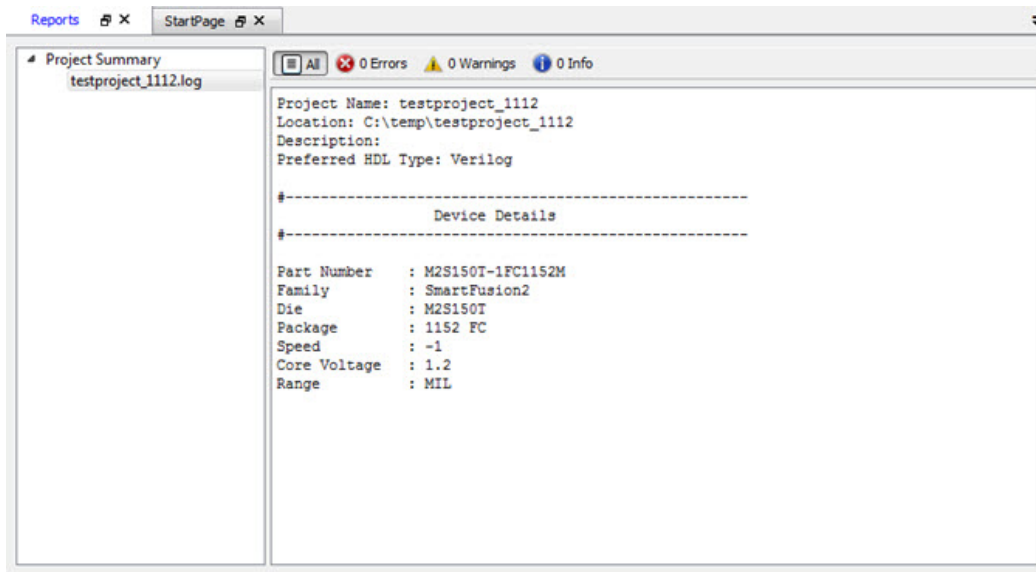 Reports
StartPage
Project Summary
testproject_1112.log
All 0 Errors 0 Warnings 0 Info
Project Name: testproject_1112
Location: C:\temp\testproject_1112
Description:
Preferred HDL Type: Verilog
#-----------------------------------------------------
Device Details
#-----------------------------------------------------
Part Number : M2S150T-1FC1152M
Family : SmartFusion2
Die : M2S150T
Package : 1152 FC
Speed : -1
Core Voltage : 1.2
Range : MIL